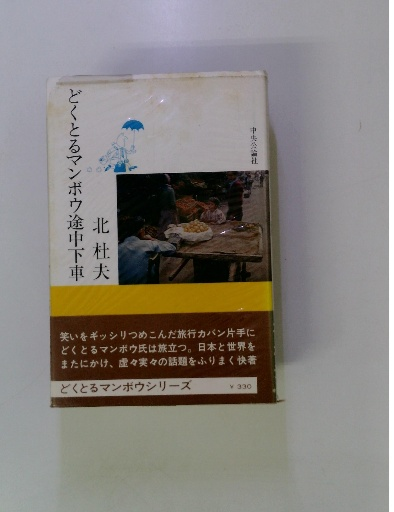 どくとるマンボウ途中下車
北杜夫
中央公論社
笑いをギッシリつめこんだ旅行カバン片手に
どくとるマンボウ氏は旅立つ。日本と世界を
またにかけ、虚々実々の話題をふりまく快著
どくとるマンボウシリーズ ￥330